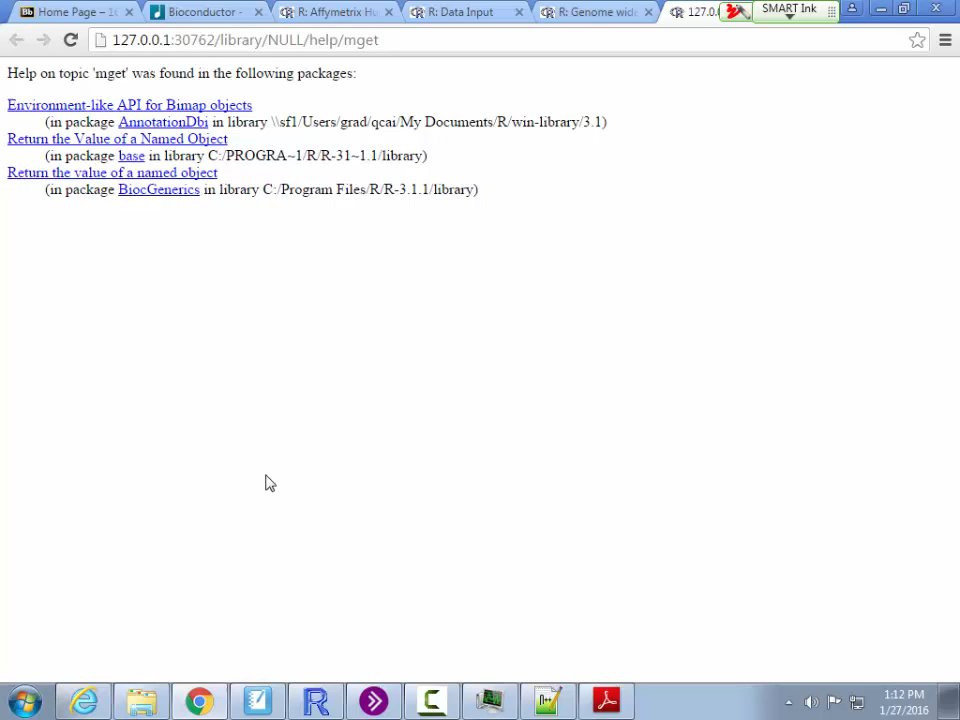 Home Page – 16
Bioconductor -
R: Affymetrix Hu
R: Data Input
R: Genome wid
127.0.
SMART Ink
127.0.0.1:30762/library/NULL/help/mget
Help on topic 'mget' was found in the following packages:
Environment-like API for Bimap objects
(in package AnnotationDbi in library \\sf1/Users/grad/qcai/My Documents/R/win-library/3.1)
Return the Value of a Named Object
(in package base in library C:/PROGRA~1/R/R-31~1.1/library)
Return the value of a named object
(in package BiocGenerics in library C:/Program Files/R/R-3.1.1/library)
1:12 PM
1/27/2016